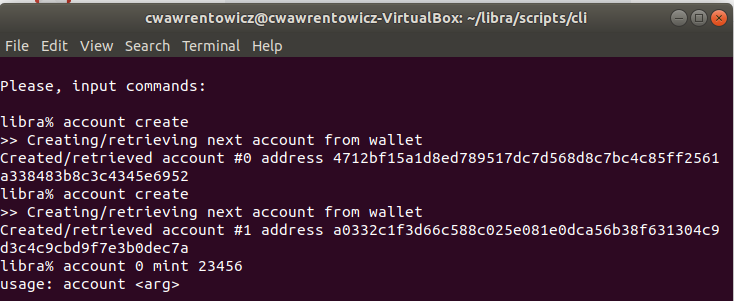 cwawrentowicz@cwawrentowicz-VirtualBox: ~/libra/scripts/cli
File Edit View Search Terminal Help
Please, input commands:
libra% account create
>> Creating/retrieving next account from wallet
Created/retrieved account #0 address 4712bf15a1d8ed789517dc7d568d8c7bc4c85ff2561
a338483b8c3c4345e6952
libra% account create
>> Creating/retrieving next account from wallet
Created/retrieved account #1 address a0332c1f3d66c588c025e081e0dca56b38f631304c9
d3c4c9cbd9f7e3b0dec7a
libra% account 0 mint 23456
usage: account <arg>